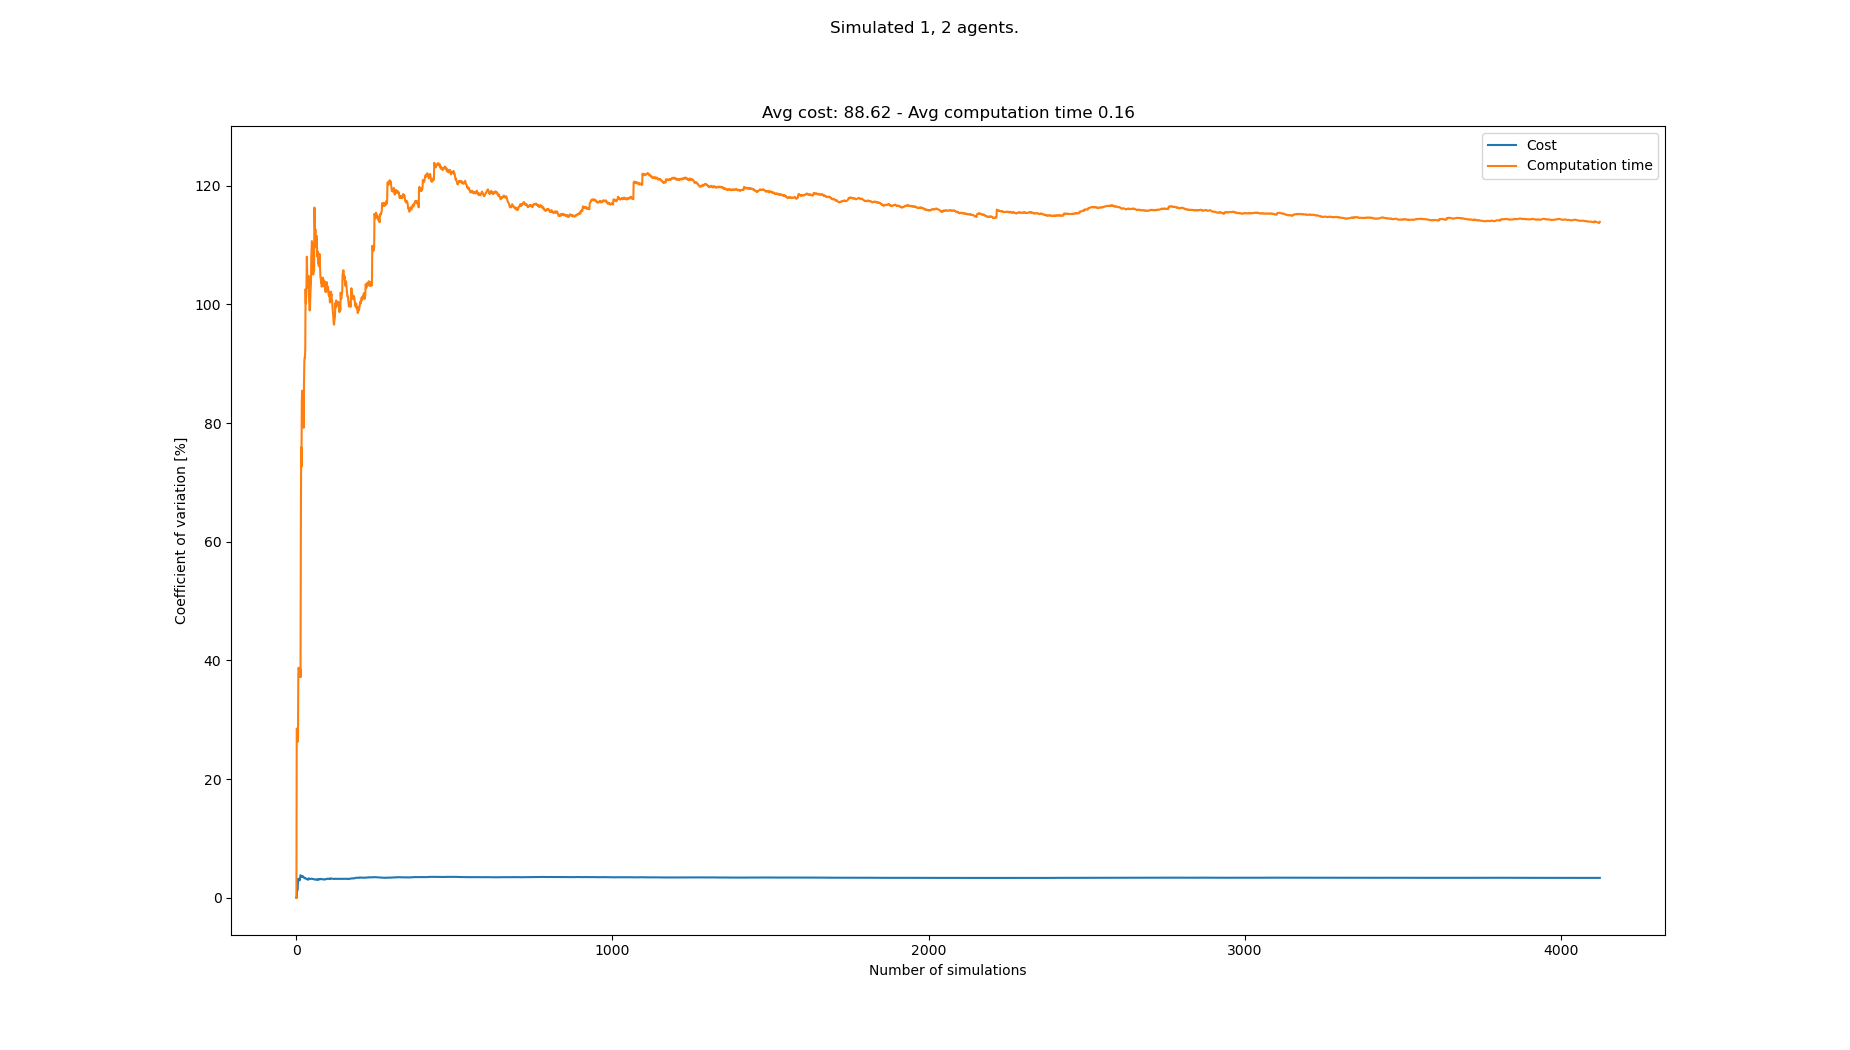 Simulated 1, 2 agents.
Avg cost: 88.62 - Avg computation time 0.16
Cost
Computation time
120
100
80
60
40
20
0
Coefficient of variation [%]
0 1000 2000 3000 4000
Number of simulations